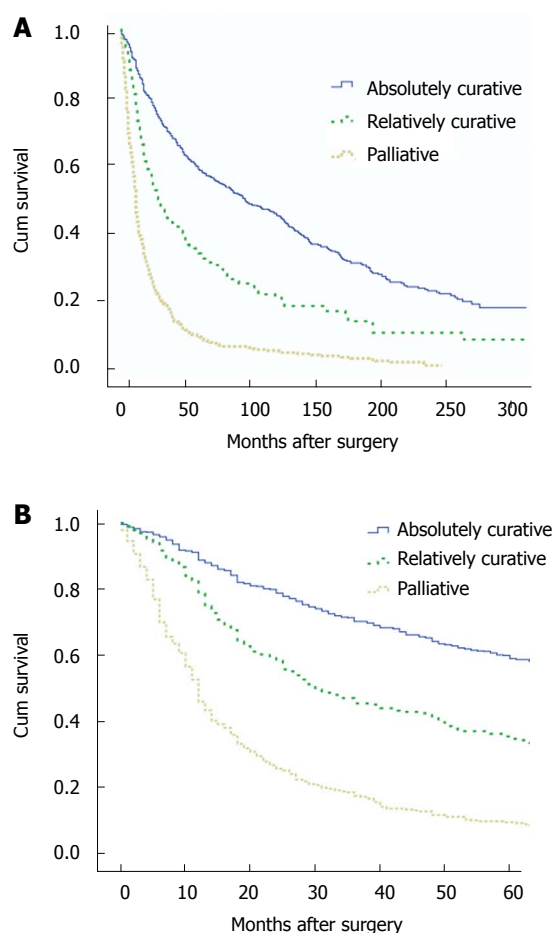 A
1.0
0.8
0.6
0.4
0.2
0.0
Cum survival
Absolutely curative
Relatively curative
Palliative
0 50 100 150 200 250 300
Months after surgery
B
1.0
0.8
0.6
0.4
0.2
0.0
Cum survival
Absolutely curative
Relatively curative
Palliative
0 10 20 30 40 50 60
Months after surgery